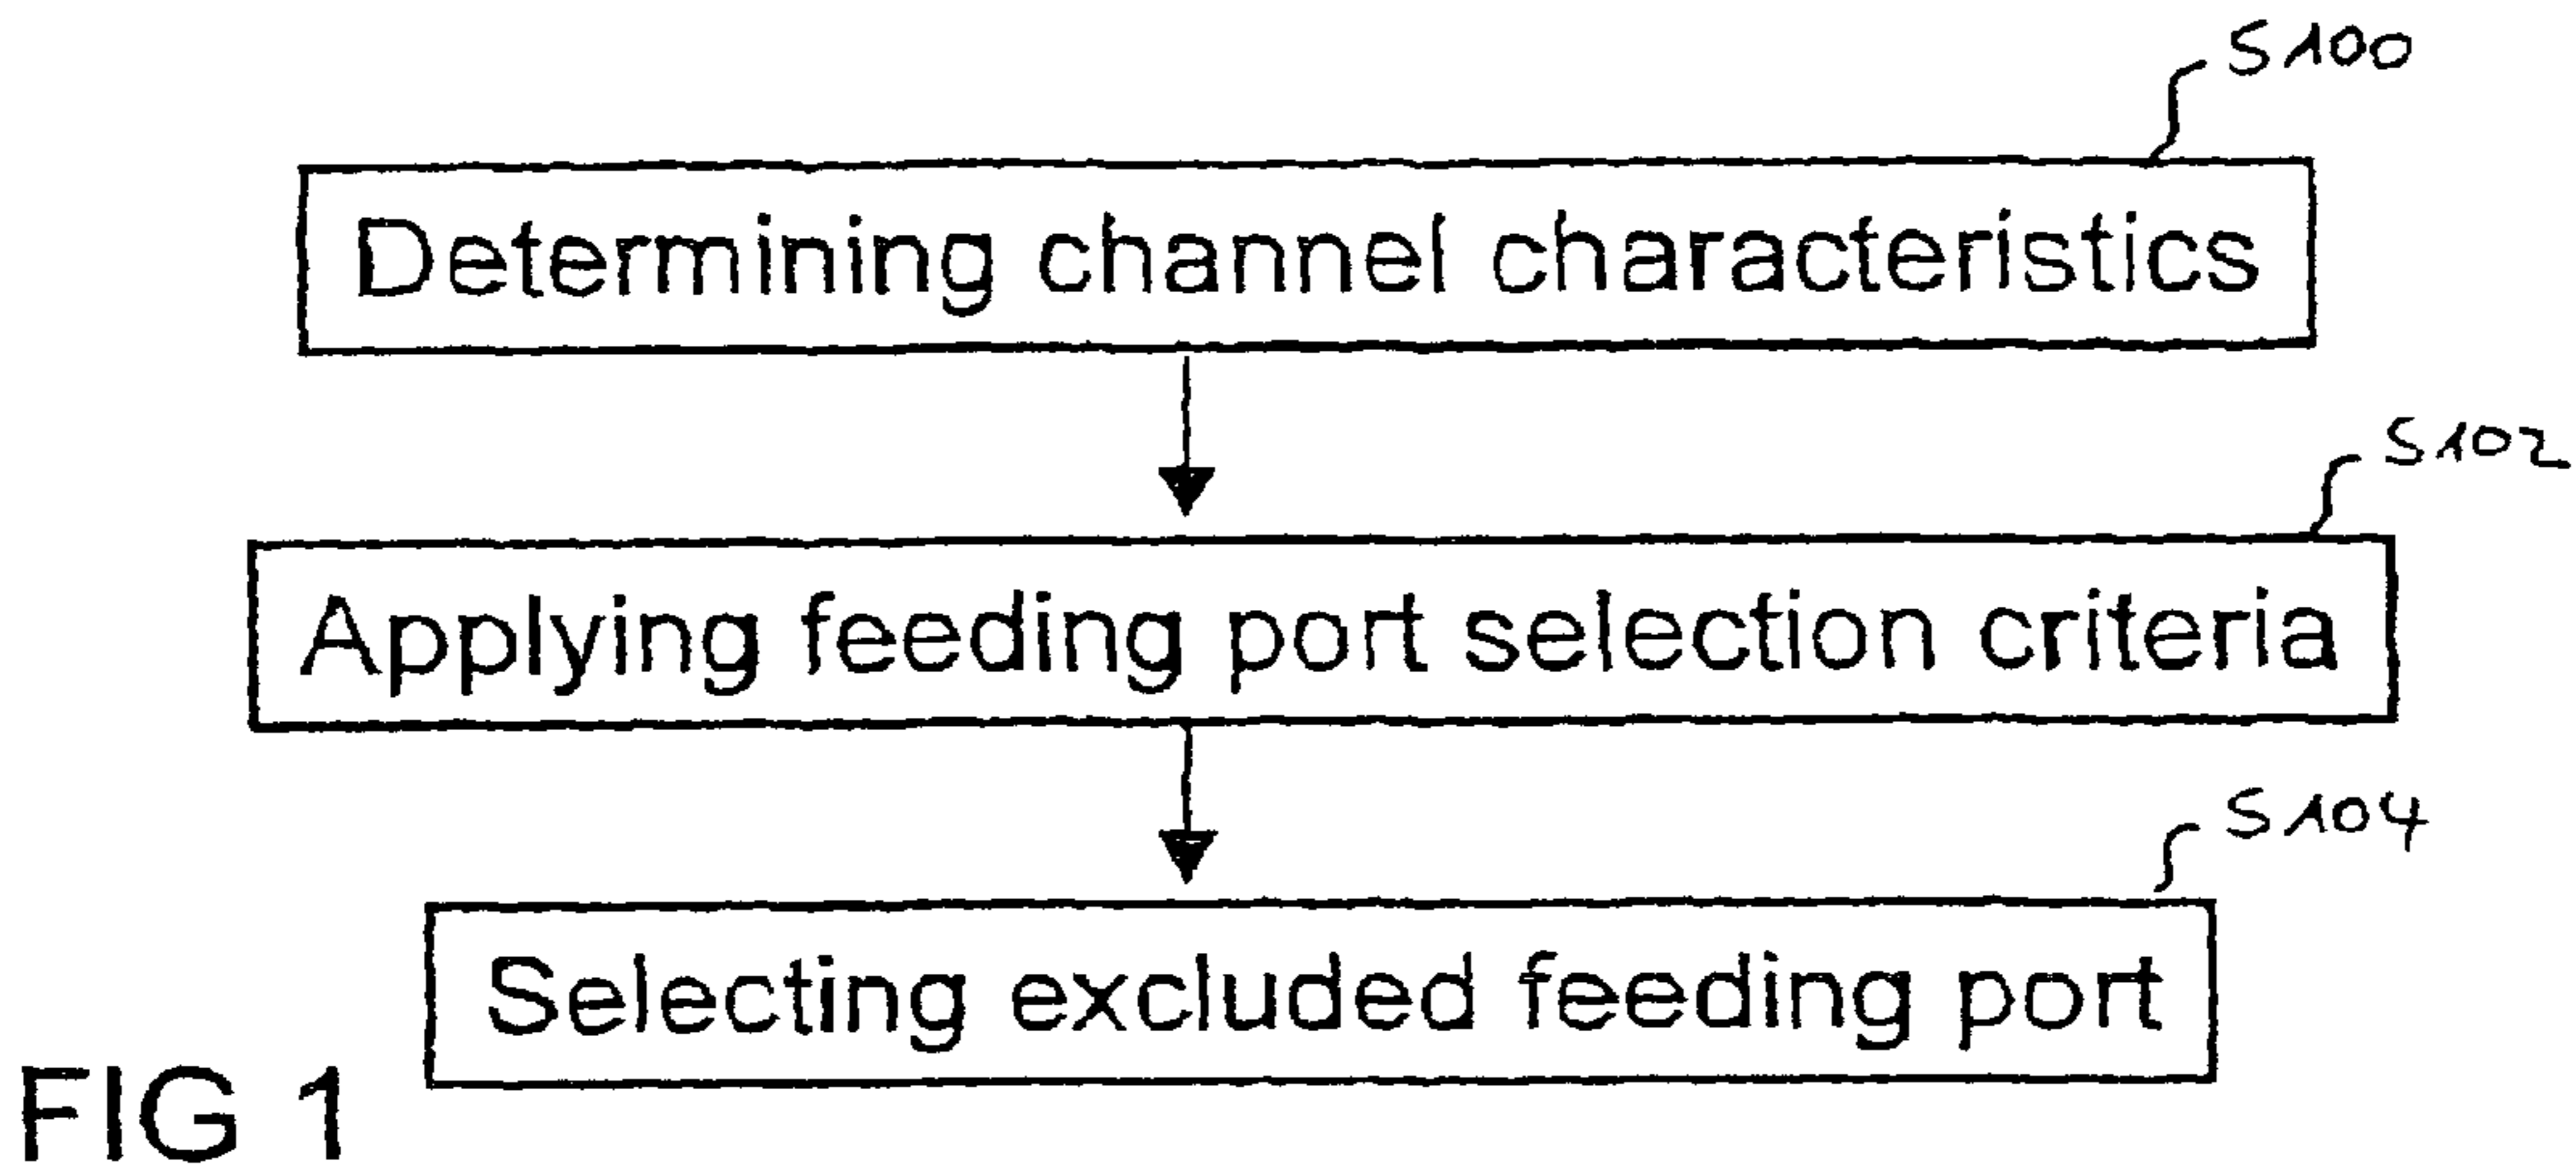 S100
Determining channel characteristics
S102
Applying feeding port selection criteria
S104
Selecting excluded feeding port
FIG 1